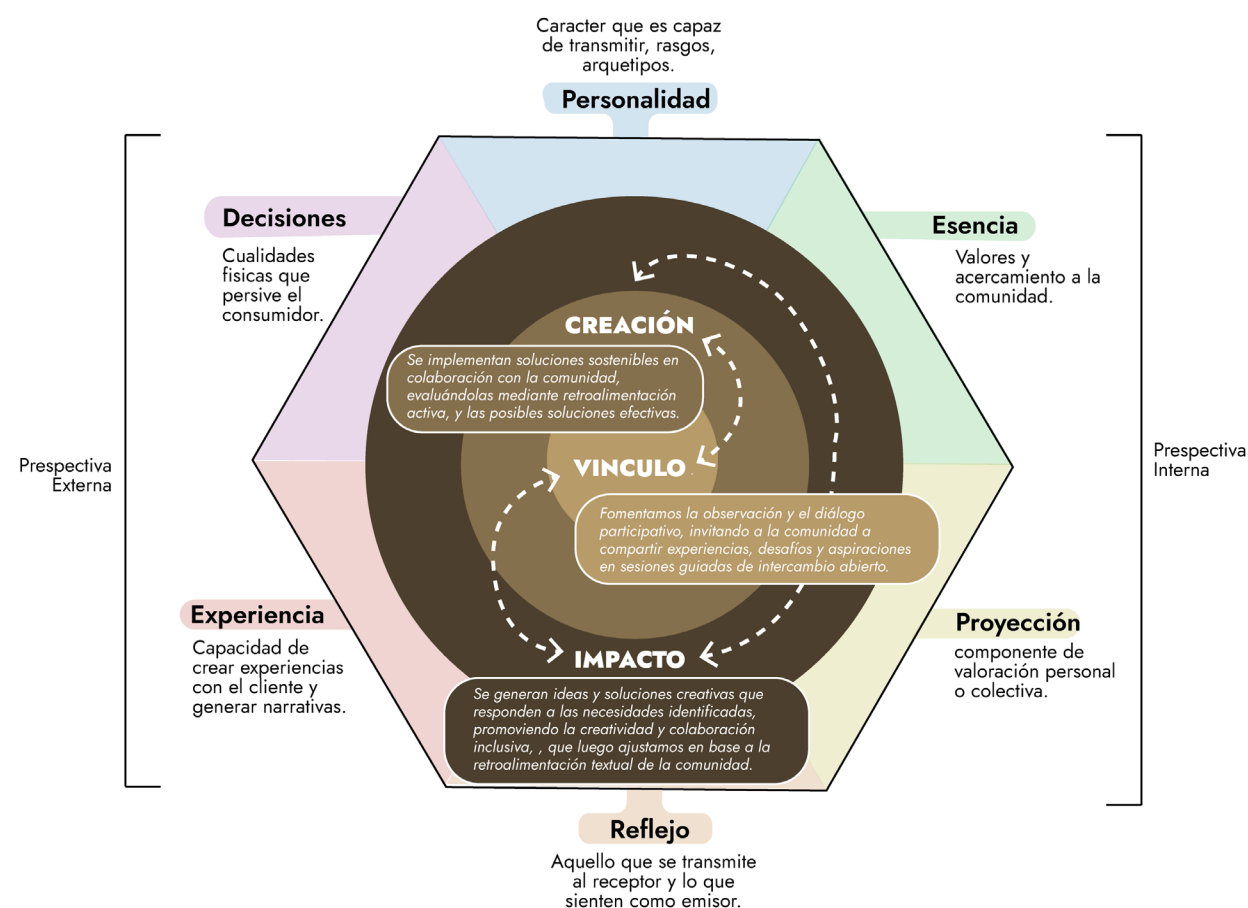 Caracter que es capaz
de transmitir, rasgos,
arquetipos.
Personalidad
Decisiones
Cualidades
fisicas que
persive el
consumidor.
Esencia
Valores y
acercamiento a la
comunidad.
CREACIÓN
Se implementan soluciones sostenibles en
colaboración con la comunidad,
evaluándolas mediante retroalimentación
activa, y las posibles soluciones efectivas.
Prespectiva
Externa
VINCULO
Prespectiva
Interna
Fomentamos la observación y el diálogo
participativo, invitando a la comunidad a
compartir experiencias, desafíos y aspiraciones
en sesiones guiadas de intercambio abierto.
Experiencia
Capacidad de
crear experiencias
con el cliente y
generar narrativas.
Proyección
componente de
valoración personal
o colectiva.
IMPACTO
Se generan ideas y soluciones creativas que
responden a las necesidades identificadas,
promoviendo la creatividad y colaboración
inclusiva, , que luego ajustamos en base a la
retroalimentación textual de la comunidad.
Reflejo
Aquello que se transmite
al receptor y lo que
sienten como emisor.